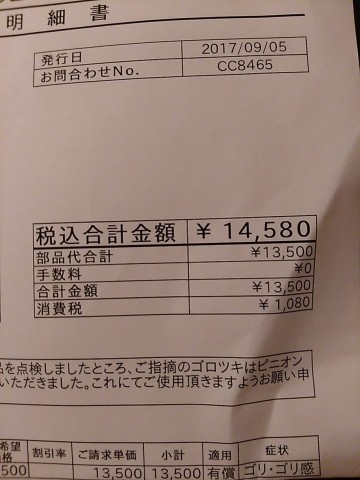 明細書
発行日 2017/09/05
お問合わせNo. CC8465
税込合計金額 ¥ 14,580
部品代合計 ¥13,500
手数料 ¥0
合計金額 ¥13,500
消費税 ¥ 1,080
品を点検しましたところ、ご指摘のゴロツキはピニオン
いただきました。これにてご使用頂きますようお願い申
希望 割引率 ご請求単価 小計 適用 症状
価格
500 13,500 13,500 有償 ゴリ・ゴリ感